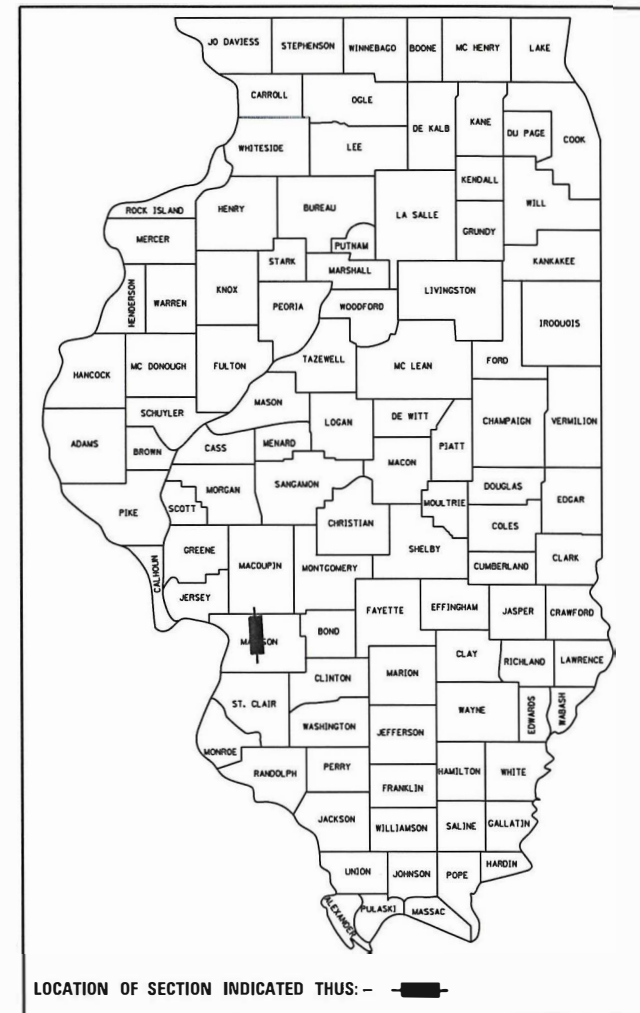 JO DAVIESS STEPHENSON WINNEBAGO BOONE MC HENRY LAKE
CARROLL OGLE DE KALB KANE DU PAGE COOK
WHITESIDE LEE KENDALL WILL
ROCK ISLAND HENRY BUREAU LA SALLE GRUNDY
MERCER PUTNAM KANKAKEE
STARK MARSHALL
HENDERSON WARREN KNOX PEORIA WOODFORD LIVINGSTON IROQUOIS
HANCOCK MC DONOUGH FULTON TAZEWELL MC LEAN FORD
SCHUYLER MASON LOGAN DE WITT CHAMPAIGN VERMILION
ADAMS BROWN CASS MENARD MACON PIATT
PIKE SCOTT MORGAN SANGAMON CHRISTIAN MOULTRIE DOUGLAS EDGAR
COLES
CALHOUN GREENE MACOUPIN MONTGOMERY SHELBY CUMBERLAND CLARK
JERSEY FAYETTE EFFINGHAM JASPER CRAWFORD
BOND CLAY RICHLAND LAWRENCE
CLINTON MARION
ST. CLAIR WAYNE EDWARDS WABASH
WASHINGTON JEFFERSON
MONROE RANDOLPH PERRY HAMILTON WHITE
FRANKLIN
JACKSON WILLIAMSON SALINE GALLATIN
UNION JOHNSON POPE HARDIN
ALEXANDER PULASKI MASSAC
LOCATION OF SECTION INDICATED THUS: –